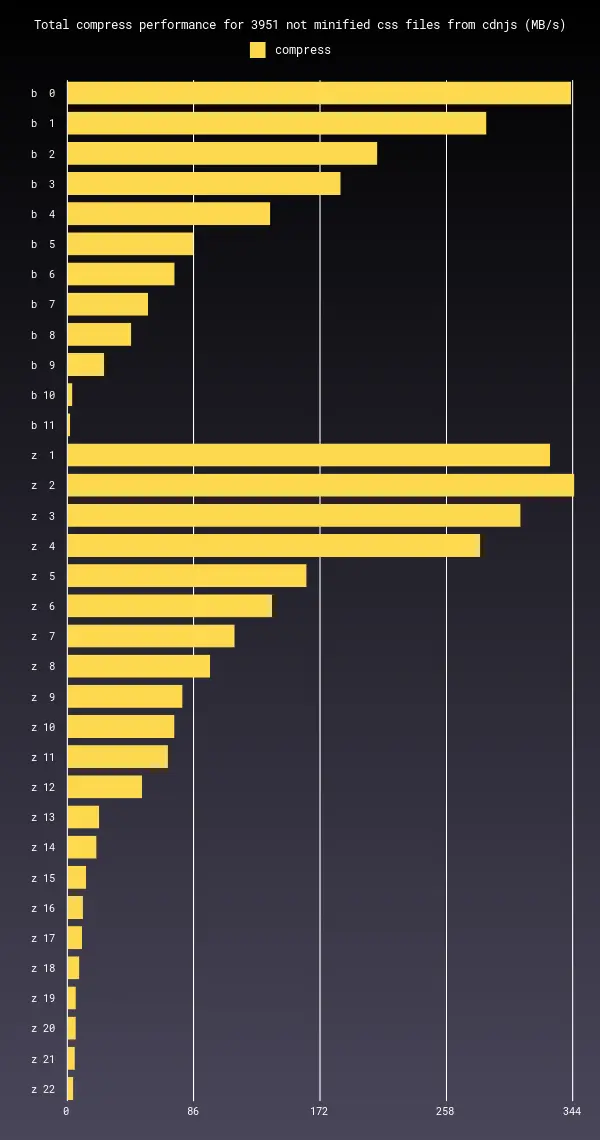 Total compress performance for 3951 not minified css files from cdnjs (MB/s)
compress
b 0
b 1
b 2
b 3
b 4
b 5
b 6
b 7
b 8
b 9
b 10
b 11
z 1
z 2
z 3
z 4
z 5
z 6
z 7
z 8
z 9
z 10
z 11
z 12
z 13
z 14
z 15
z 16
z 17
z 18
z 19
z 20
z 21
z 22
0 86 172 258 344